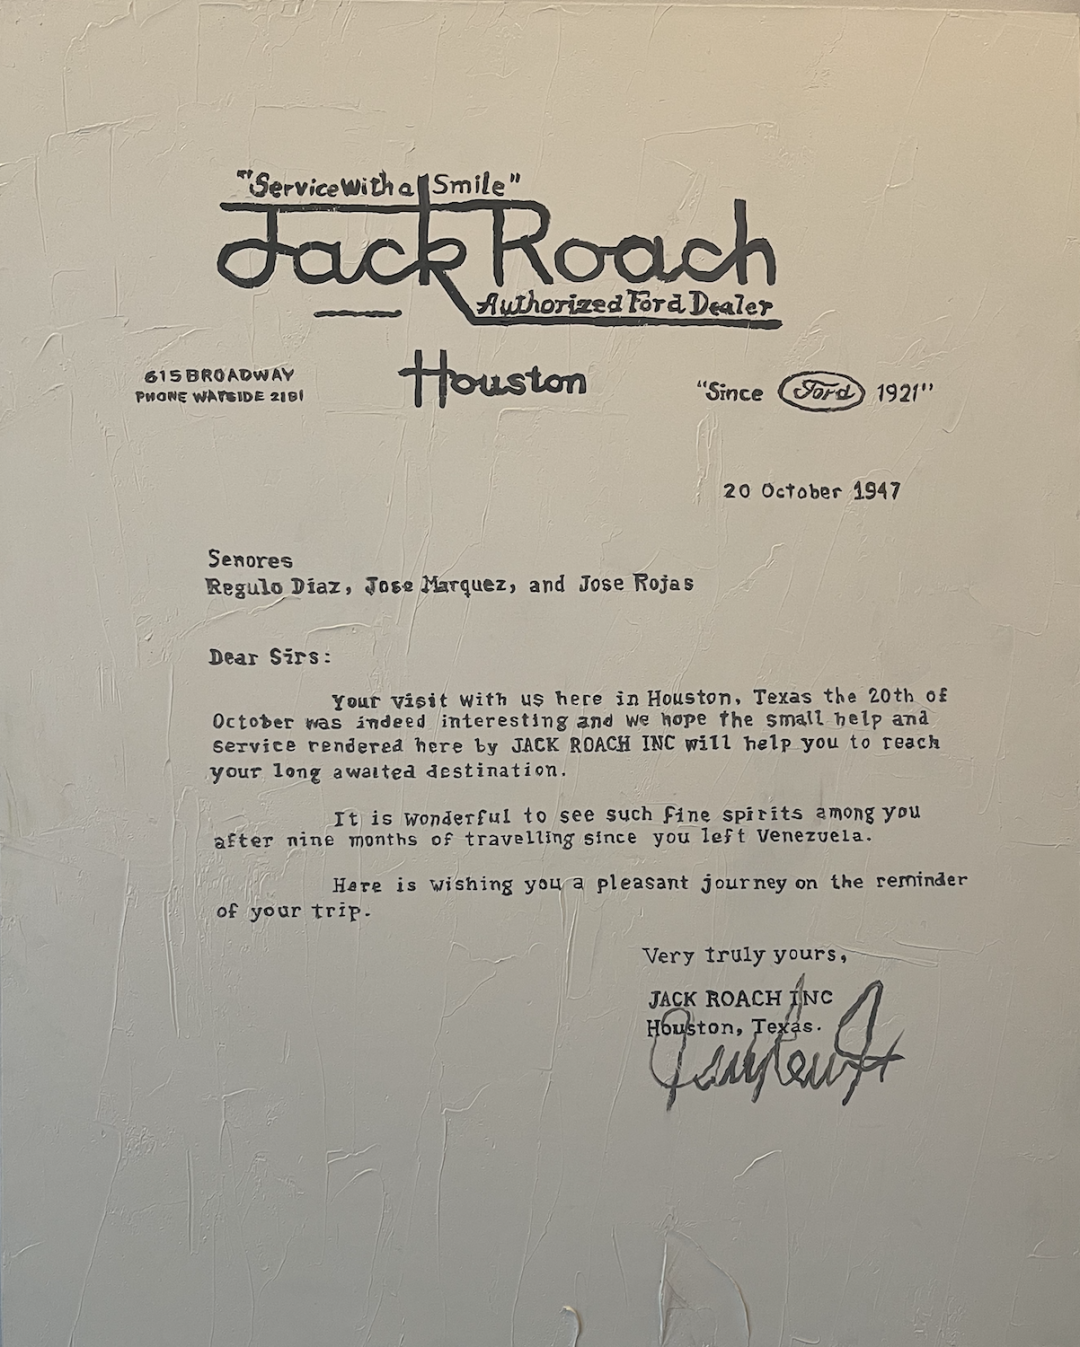 "Service With a Smile"
Jack Roach
Authorized Ford Dealer
Houston
615 BROADWAY
PHONE WAYSIDE 2191
"Since Ford 1921"
20 October 1947
Senores
Regulo Diaz, Jose Marquez, and Jose Rojas
Dear Sirs:
Your visit with us here in Houston, Texas the 20th of
October was indeed interesting and we hope the small help and
service rendered here by JACK ROACH INC will help you to reach
your long awaited destination.
It is wonderful to see such fine spirits among you
after nine months of travelling since you left Venezuela.
Here is wishing you a pleasant journey on the reminder
of your trip.
Very truly yours,
JACK ROACH INC
Houston, Texas.